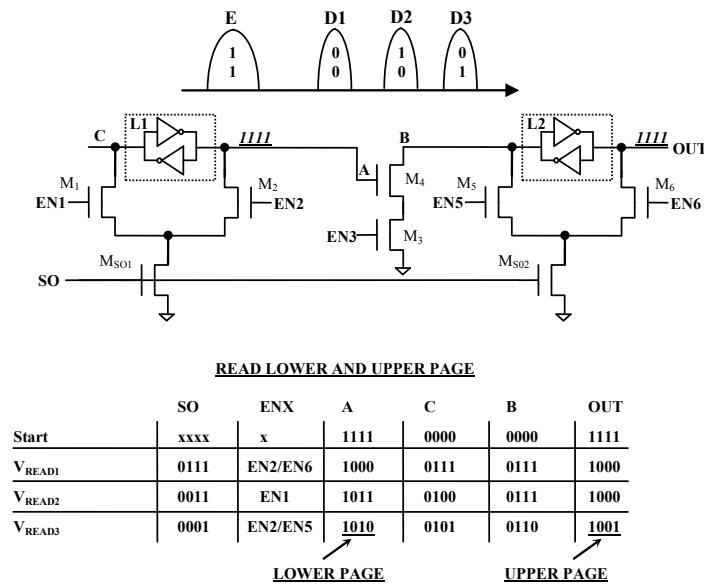 E D1 D2 D3
1 0 1 0
1 0 0 1
L1 L2
C 1111 B 1111 OUT
A
M1 M2 M4 M5 M6
EN1 EN2 EN5 EN6
EN3 M3
MSO1 MS02
SO
READ LOWER AND UPPER PAGE
SO ENX A C B OUT
Start xxxx x 1111 0000 0000 1111
VREAD1 0111 EN2/EN6 1000 0111 0111 1000
VREAD2 0011 EN1 1011 0100 0111 1000
VREAD3 0001 EN2/EN5 1010 0101 0110 1001
LOWER PAGE UPPER PAGE